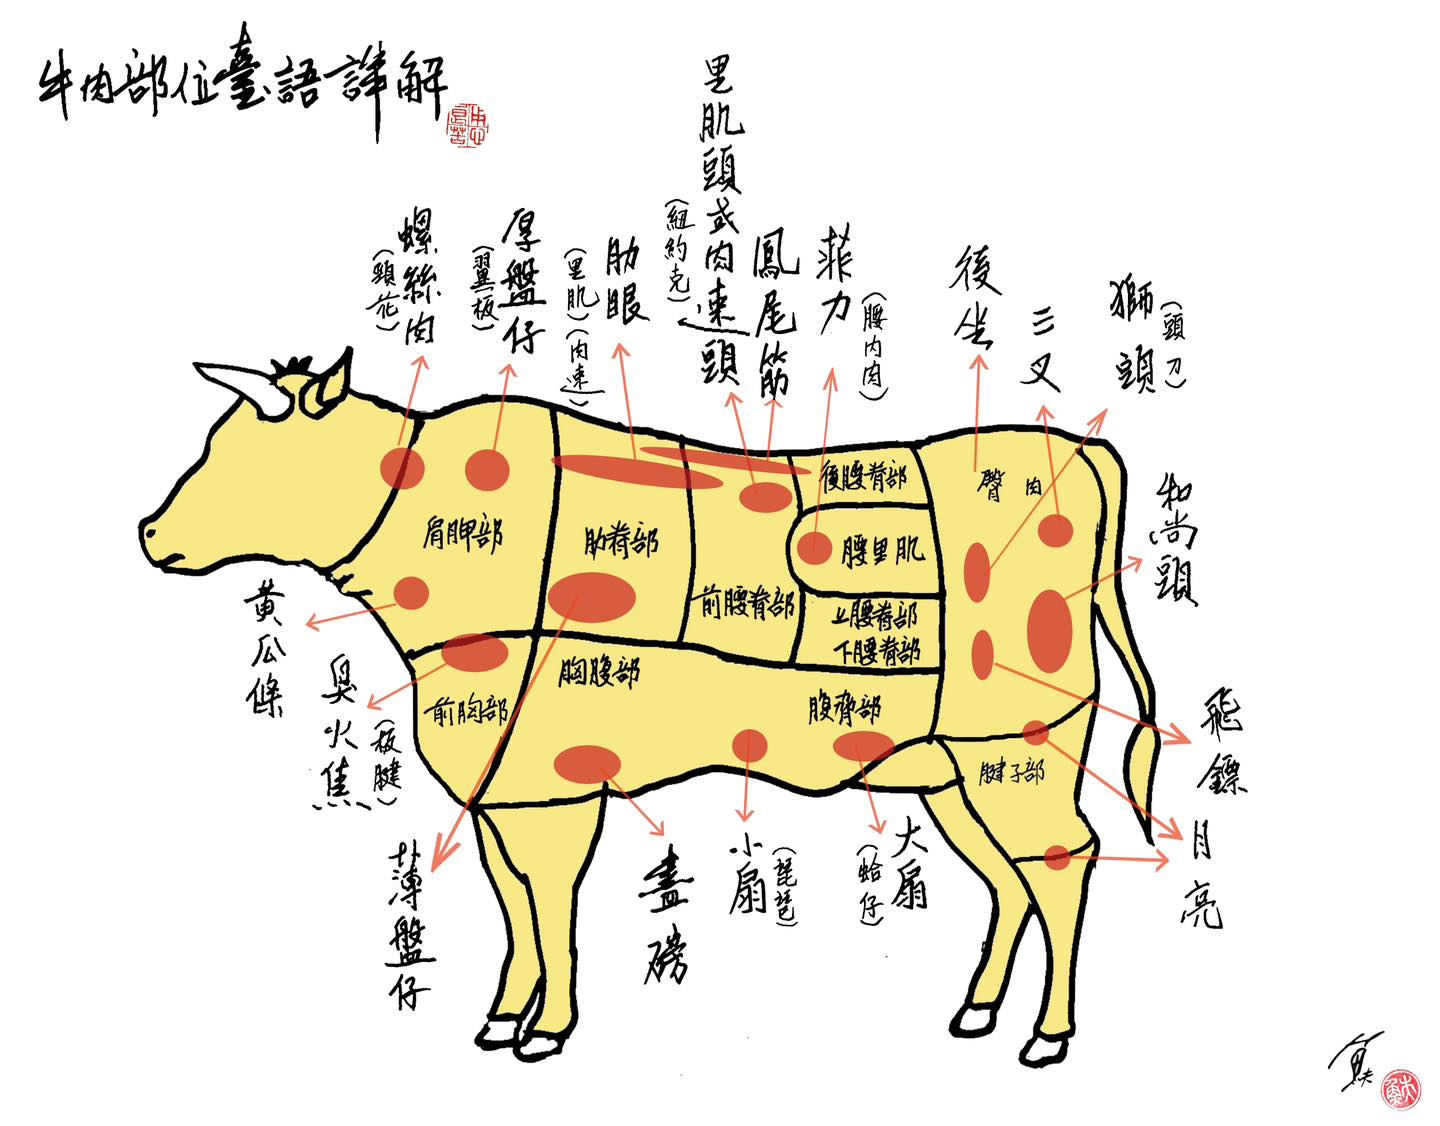 牛肉部位臺語詳解
螺絲肉
(頸花)
厚盤仔
(翼板)
肋眼
(里肌)(肉速)
里肌頭或肉速頭
(紐約克)
鳳尾筋
菲力
(腰內肉)
後坐
三叉
獅頭
(頭刀)
和尚頭
飛鏢
月亮
大扇
(蛤仔)
小扇
(琵琶)
畫磅
薄盤仔
臭火焦
(板腱)
黃瓜條
肩胛部
肋脊部
前腰脊部
後腰脊部
腰里肌
上腰脊部
下腰脊部
臀肉
前胸部
胸腹部
腹脅部
腱子部